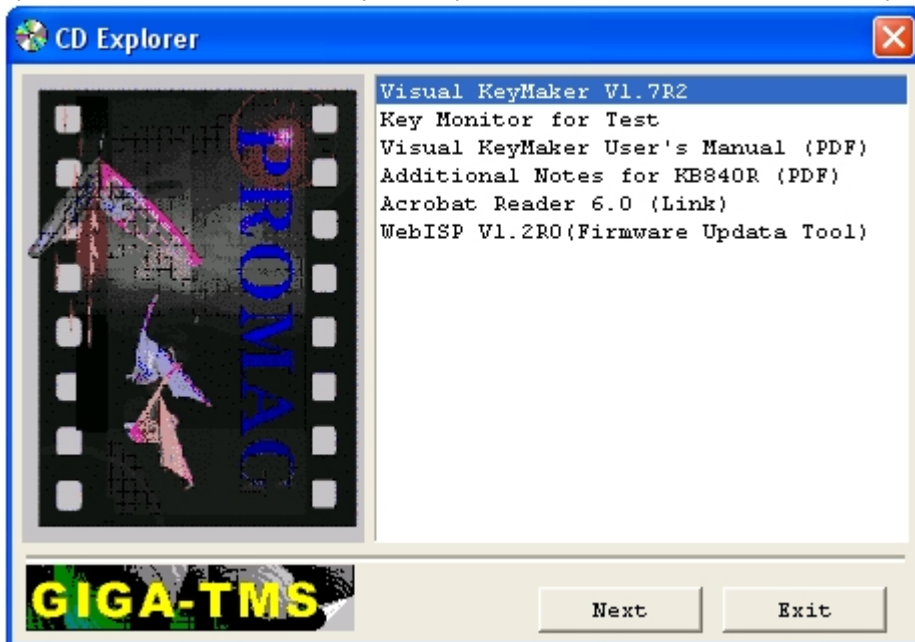 CD Explorer
Visual KeyMaker V1.7R2
Key Monitor for Test
Visual KeyMaker User's Manual (PDF)
Additional Notes for KB840R (PDF)
Acrobat Reader 6.0 (Link)
WebISP V1.2R0(Firmware Updata Tool)
PROMAG
GIGA-TMS
Next
Exit